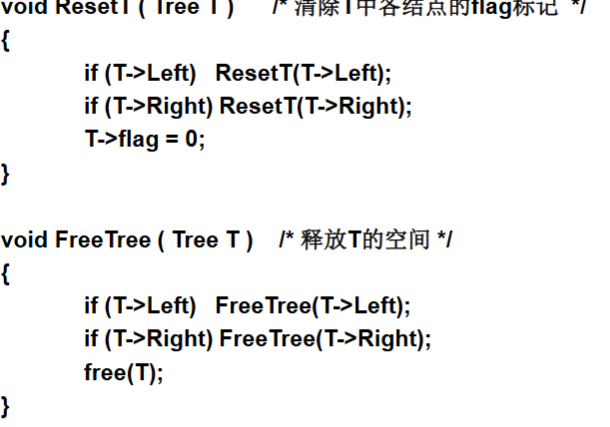 void ResetT ( Tree T ) /* 清除T中各结点的flag标记 */
{
if (T->Left) ResetT(T->Left);
if (T->Right) ResetT(T->Right);
T->flag = 0;
}
void FreeTree ( Tree T ) /* 释放T的空间 */
{
if (T->Left) FreeTree(T->Left);
if (T->Right) FreeTree(T->Right);
free(T);
}